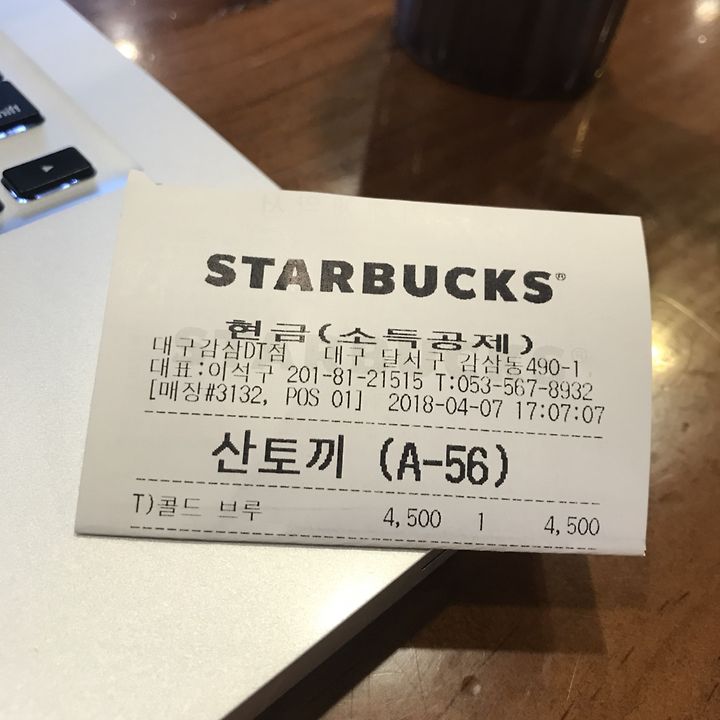 shift
STARBUCKS®
현금(소득공제)
대구감삼DT점 대구 달서구 감삼동490-1
대표:이석구 201-81-21515 T:053-567-8932
[매장#3132, POS 01] 2018-04-07 17:07:07
산토끼 (A-56)
T)콜드 브루 4,500 1 4,500